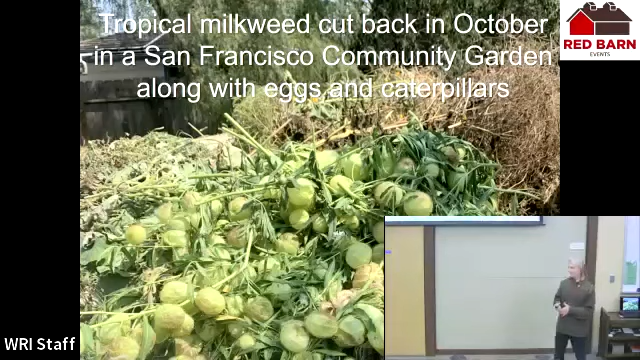 Tropical milkweed cut back in October
in a San Francisco Community Garden
along with eggs and caterpillars
RED BARN
EVENTS
WRI Staff